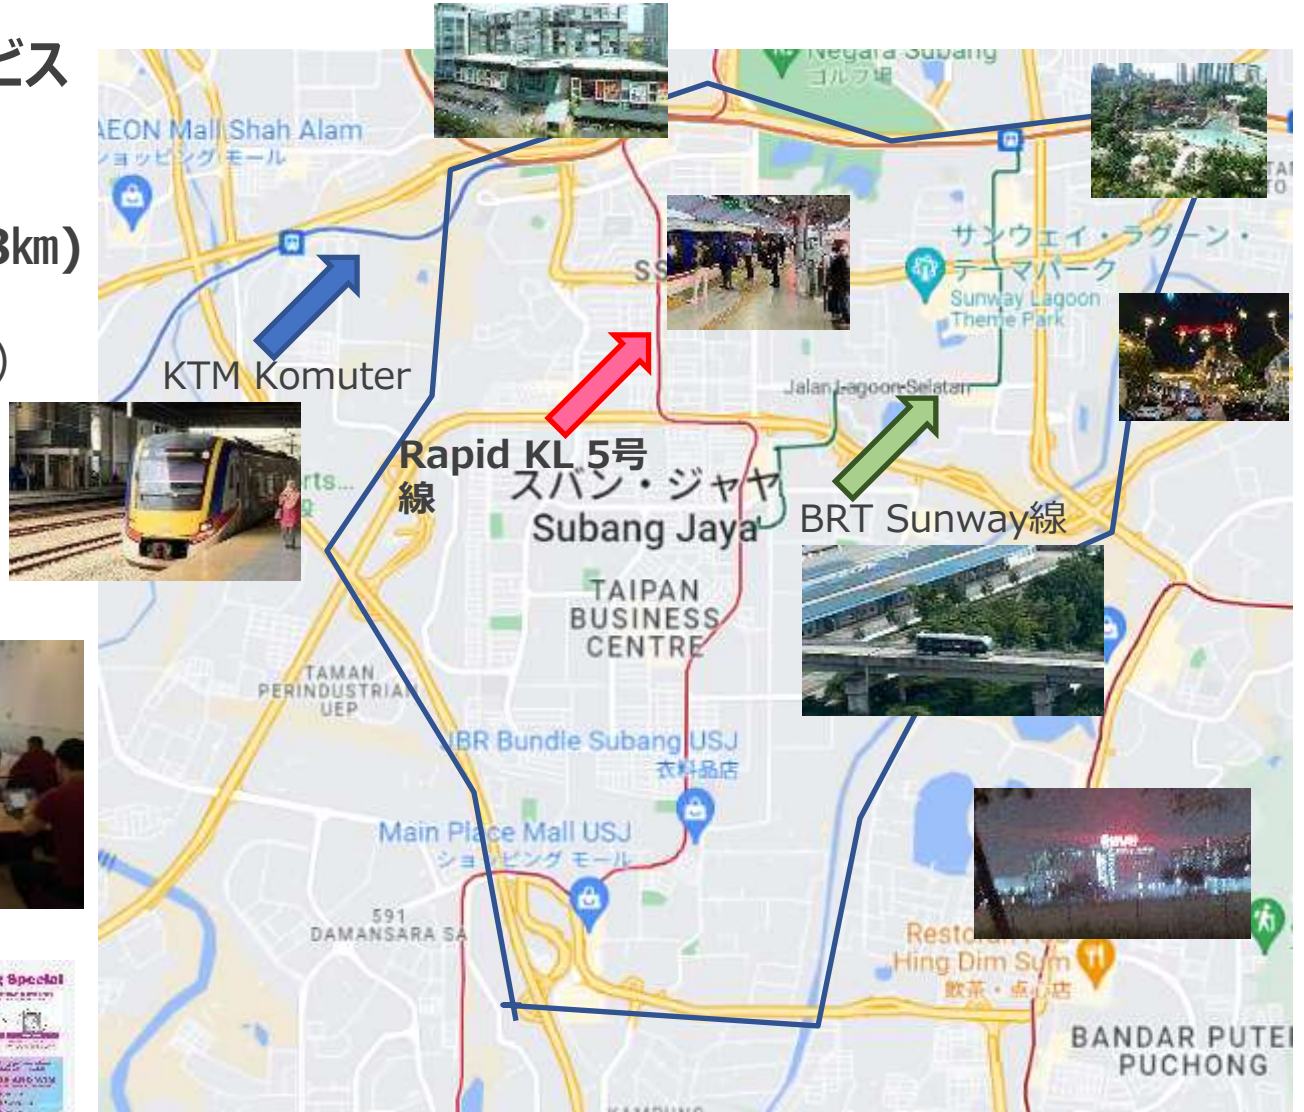 ビス
Negara Subang
ゴルフ場
AEON Mall Shah Alam
ショッピング モール
3㎞)
サンウェイ・ラグーン・
テーマパーク
Sunway Lagoon
Theme Park
SS
)
KTM Komuter
Jalan Lagoon Selatan
Rapid KL 5号
線
rts...
スバン・ジャヤ
Subang Jaya
BRT Sunway線
TAIPAN
BUSINESS
CENTRE
TAMAN
PERINDUSTRIAN
UEP
JBR Bundle Subang USJ
衣料品店
Main Place Mall USJ
ショッピング モール
591
DAMANSARA SA
Hing Dim Sum
飲茶・点心店
Special
BANDAR PUTE
PUCHONG